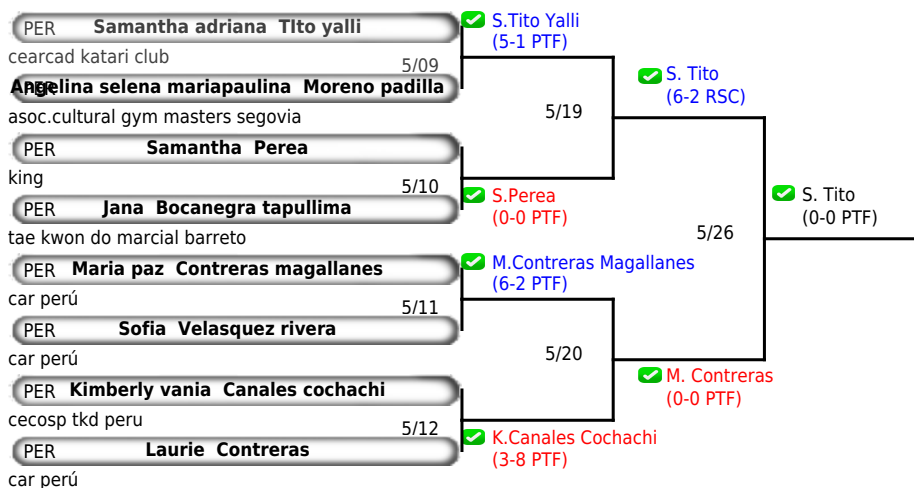 PER Samantha adriana TIto yalli
cearcad katari club
5/09
PER Angelina selena mariapaulina Moreno padilla
asoc.cultural gym masters segovia
PER Samantha Perea
king
5/10
PER Jana Bocanegra tapullima
tae kwon do marcial barreto
PER Maria paz Contreras magallanes
car perú
5/11
PER Sofia Velasquez rivera
car perú
PER Kimberly vania Canales cochachi
cecosp tkd peru
5/12
PER Laurie Contreras
car perú
S.Tito Yalli
(5-1 PTF)
5/19
S.Perea
(0-0 PTF)
M.Contreras Magallanes
(6-2 PTF)
5/20
K.Canales Cochachi
(3-8 PTF)
S. Tito
(6-2 RSC)
5/26
M. Contreras
(0-0 PTF)
S. Tito
(0-0 PTF)